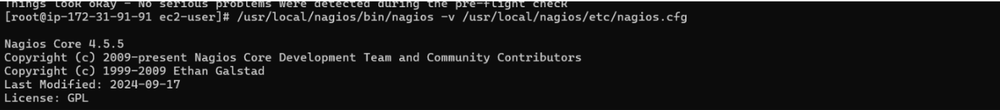 Things look okay - No serious problems were detected during the pre-flight check
[root@ip-172-31-91-91 ec2-user]# /usr/local/nagios/bin/nagios -v /usr/local/nagios/etc/nagios.cfg
Nagios Core 4.5.5
Copyright (c) 2009-present Nagios Core Development Team and Community Contributors
Copyright (c) 1999-2009 Ethan Galstad
Last Modified: 2024-09-17
License: GPL